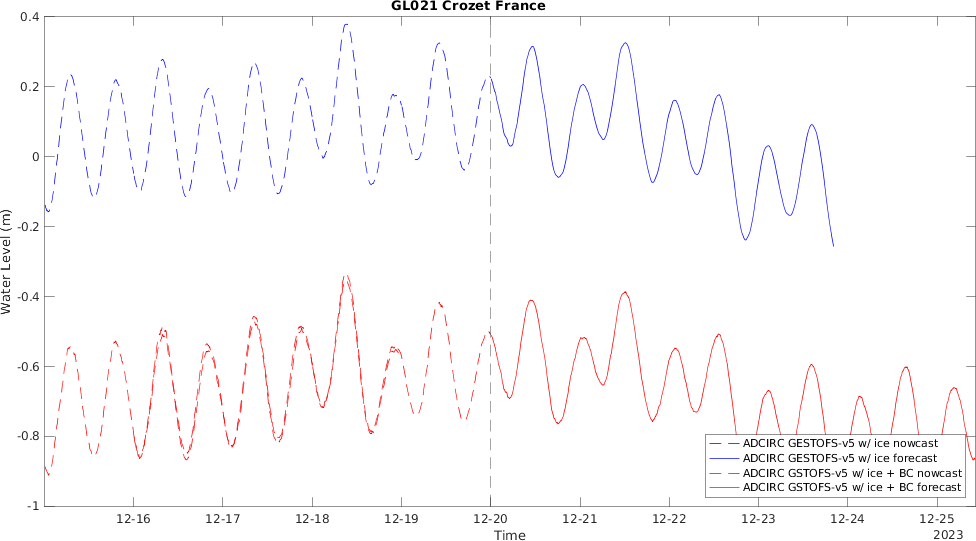 GL021 Crozet France
0.4
0.2
0
-0.2
-0.4
-0.6
-0.8
-1
Water Level (m)
ADCIRC GESTOFS-v5 w/ ice nowcast
ADCIRC GESTOFS-v5 w/ ice forecast
ADCIRC GSTOFS-v5 w/ ice + BC nowcast
ADCIRC GSTOFS-v5 w/ ice + BC forecast
12-16 12-17 12-18 12-19 12-20 12-21 12-22 12-23 12-24 12-25
Time
2023